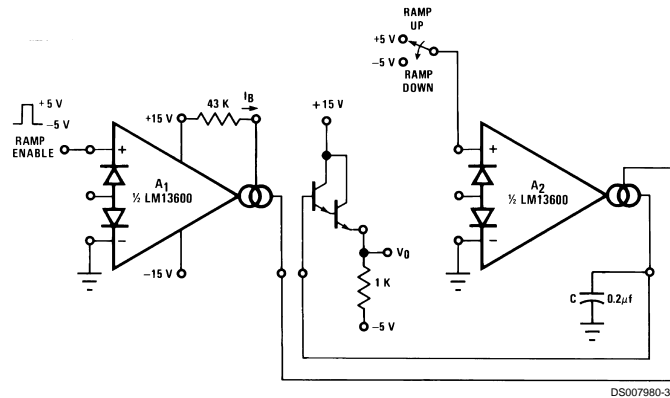 RAMP
UP
+5 V
-5 V
RAMP
DOWN
+5 V
-5 V
RAMP
ENABLE
+15 V
43 K
IB
+15 V
+
A1
½ LM13600
-
-15 V
V0
1 K
-5 V
+
A2
½ LM13600
-
C
0.2μf
DS007980-3